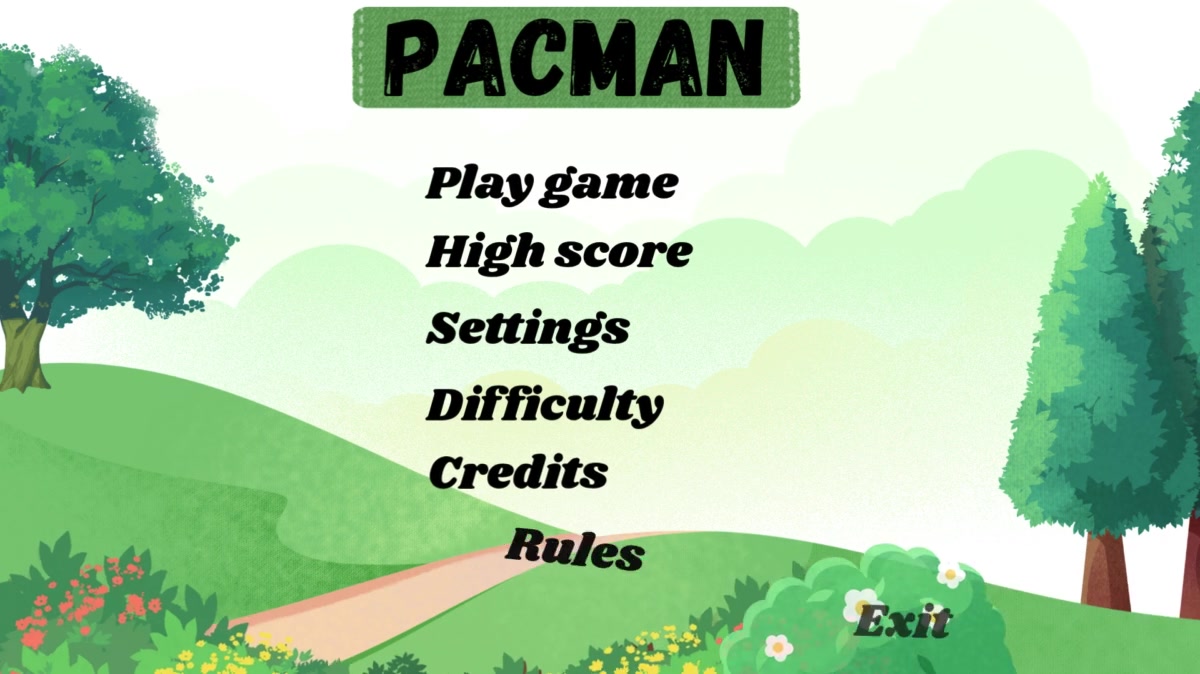 PACMAN
Play game
High score
Settings
Difficulty
Credits
Rules
Exit